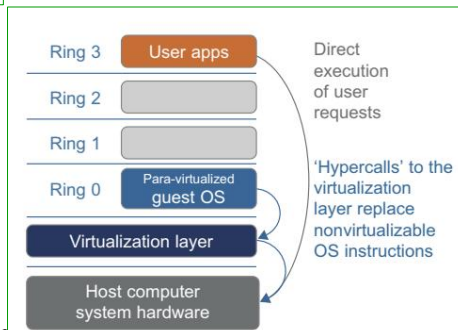 Ring 3
User apps
Direct
execution
of user
requests
Ring 2
Ring 1
Ring 0
Para-virtualized
guest OS
'Hypercalls' to the
virtualization
layer replace
nonvirtualizable
OS instructions
Virtualization layer
Host computer
system hardware